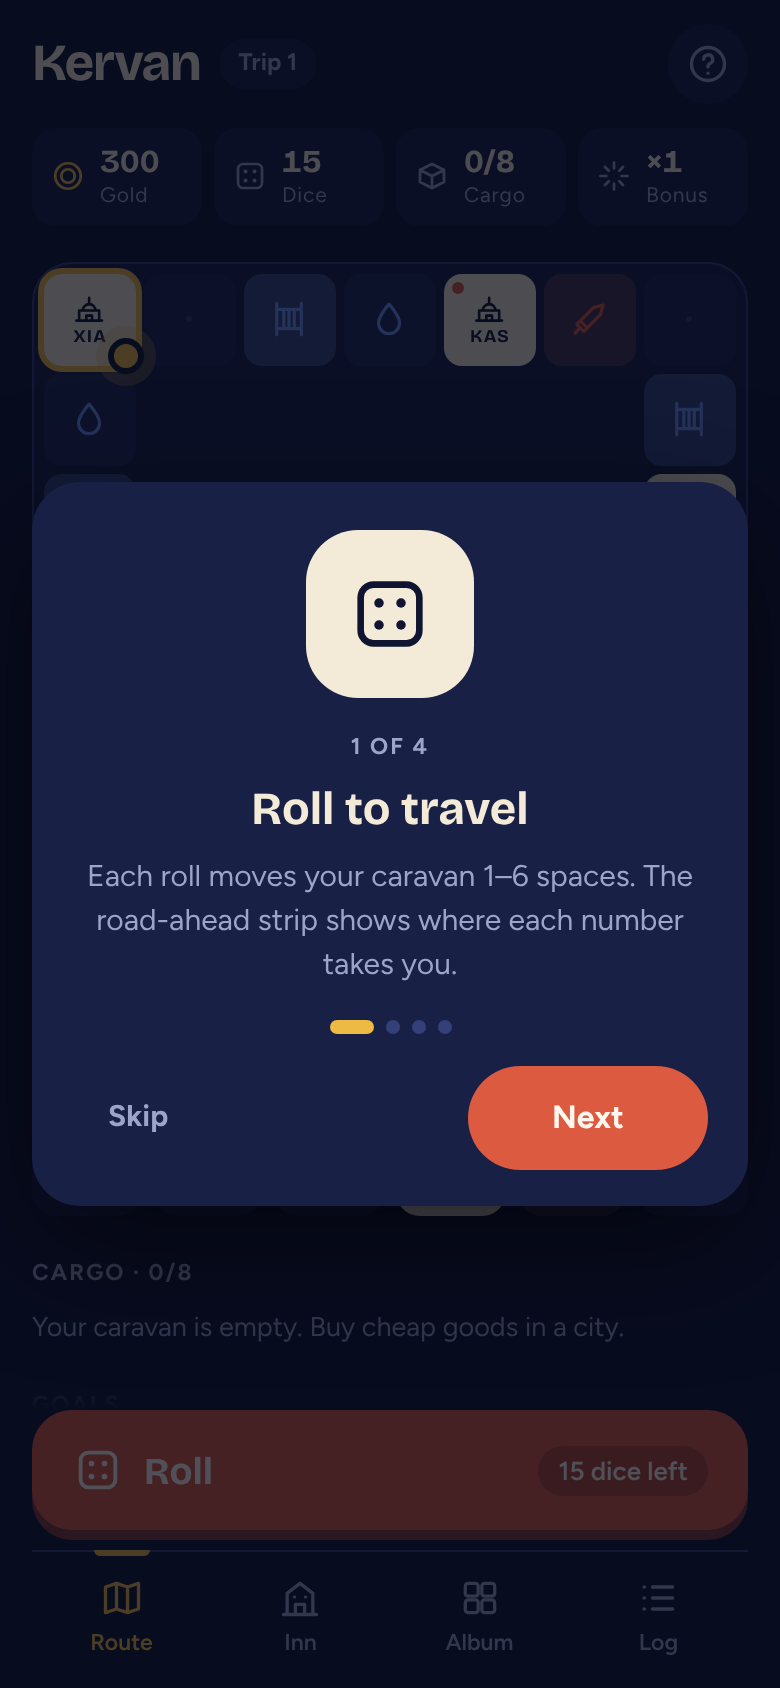 Kervan
Trip 1
300
Gold
15
Dice
0/8
Cargo
×1
Bonus
XIA
KAS
1 OF 4
Roll to travel
Each roll moves your caravan 1–6 spaces. The
road-ahead strip shows where each number
takes you.
Skip
Next
CARGO · 0/8
Your caravan is empty. Buy cheap goods in a city.
GOALS
Roll
15 dice left
Route
Inn
Album
Log